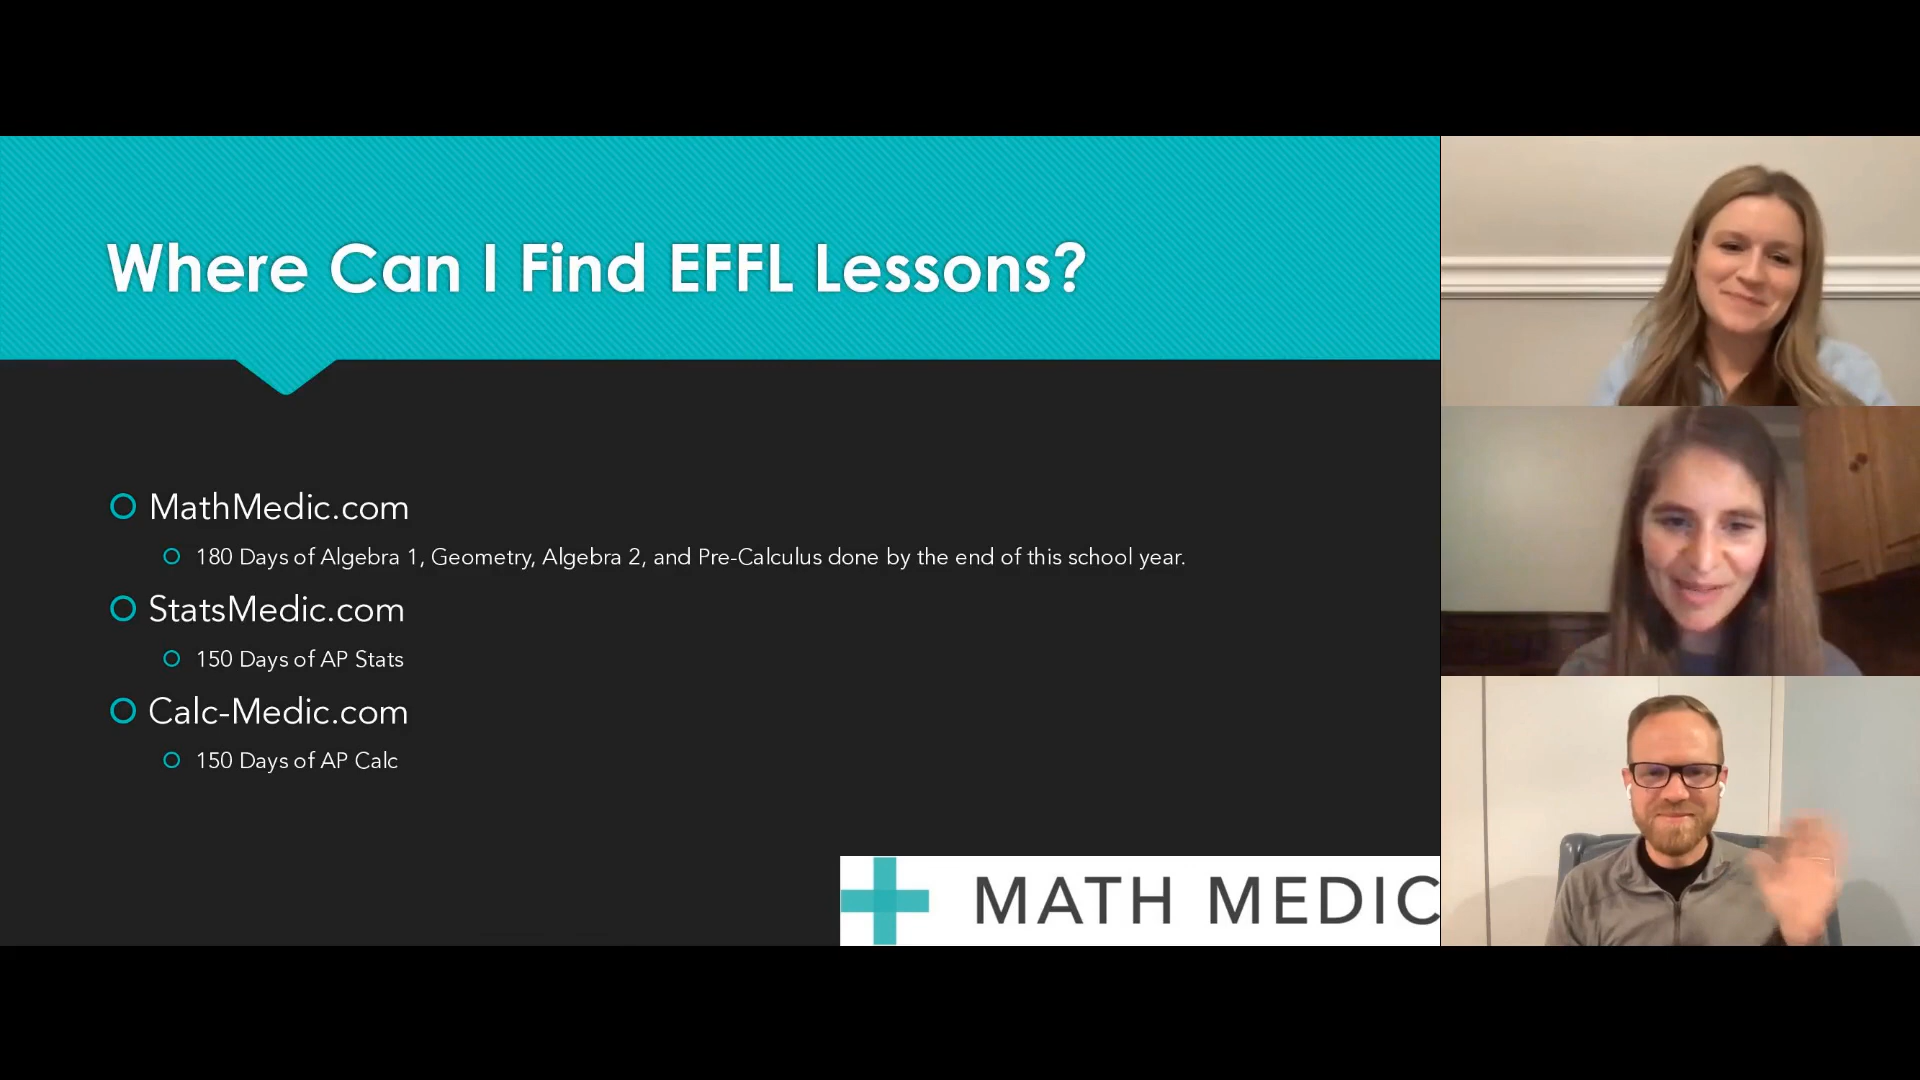 Where Can I Find EFFL Lessons?
MathMedic.com
180 Days of Algebra 1, Geometry, Algebra 2, and Pre-Calculus done by the end of this school year.
StatsMedic.com
150 Days of AP Stats
Calc-Medic.com
150 Days of AP Calc
MATH MEDIC